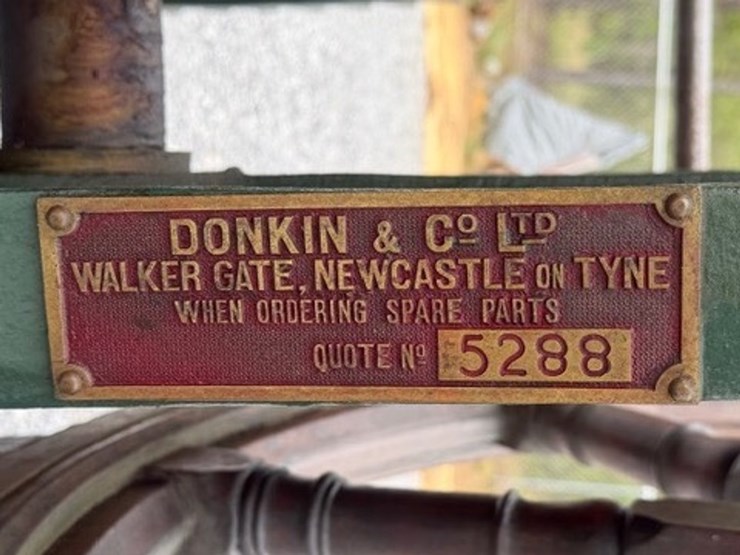 DONKIN & Cº LTD
WALKER GATE, NEWCASTLE ON TYNE
WHEN ORDERING SPARE PARTS
QUOTE Nº 5288